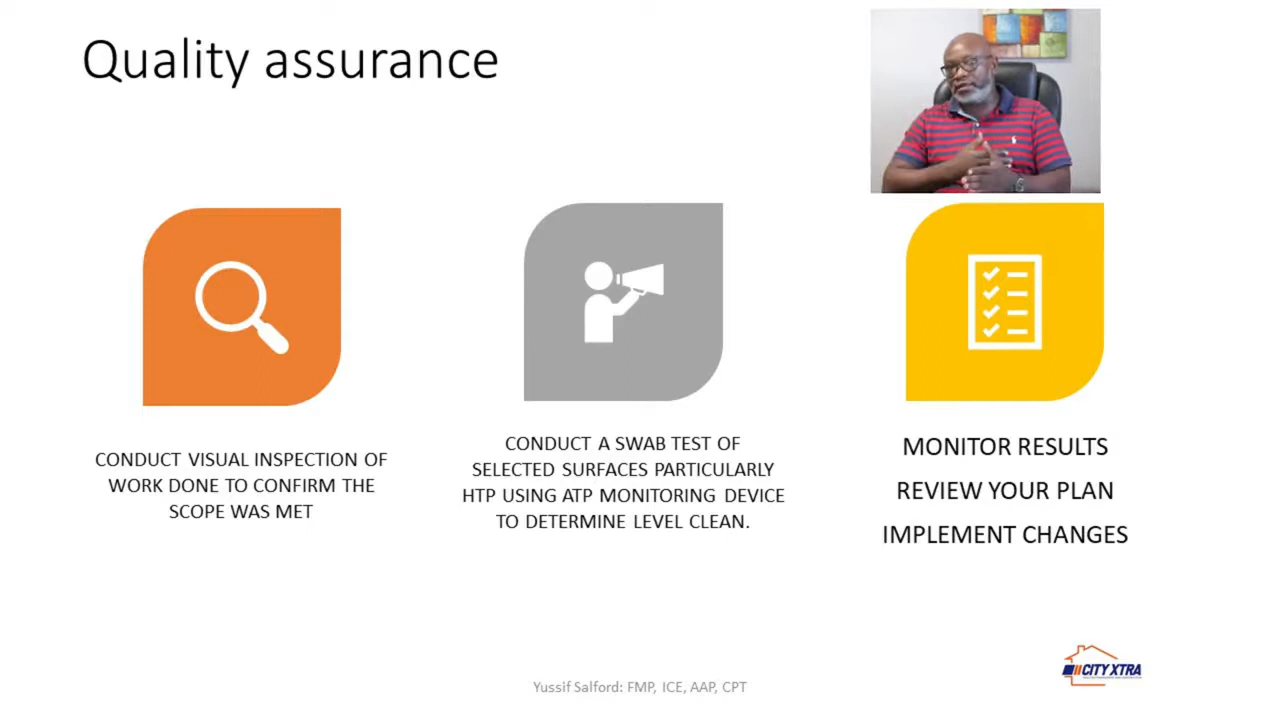 Quality assurance
CONDUCT VISUAL INSPECTION OF
WORK DONE TO CONFIRM THE
SCOPE WAS MET
CONDUCT A SWAB TEST OF
SELECTED SURFACES PARTICULARLY
HTP USING ATP MONITORING DEVICE
TO DETERMINE LEVEL CLEAN.
MONITOR RESULTS
REVIEW YOUR PLAN
IMPLEMENT CHANGES
CITY XTRA
Yussif Salford: FMP, ICE, AAP, CPT